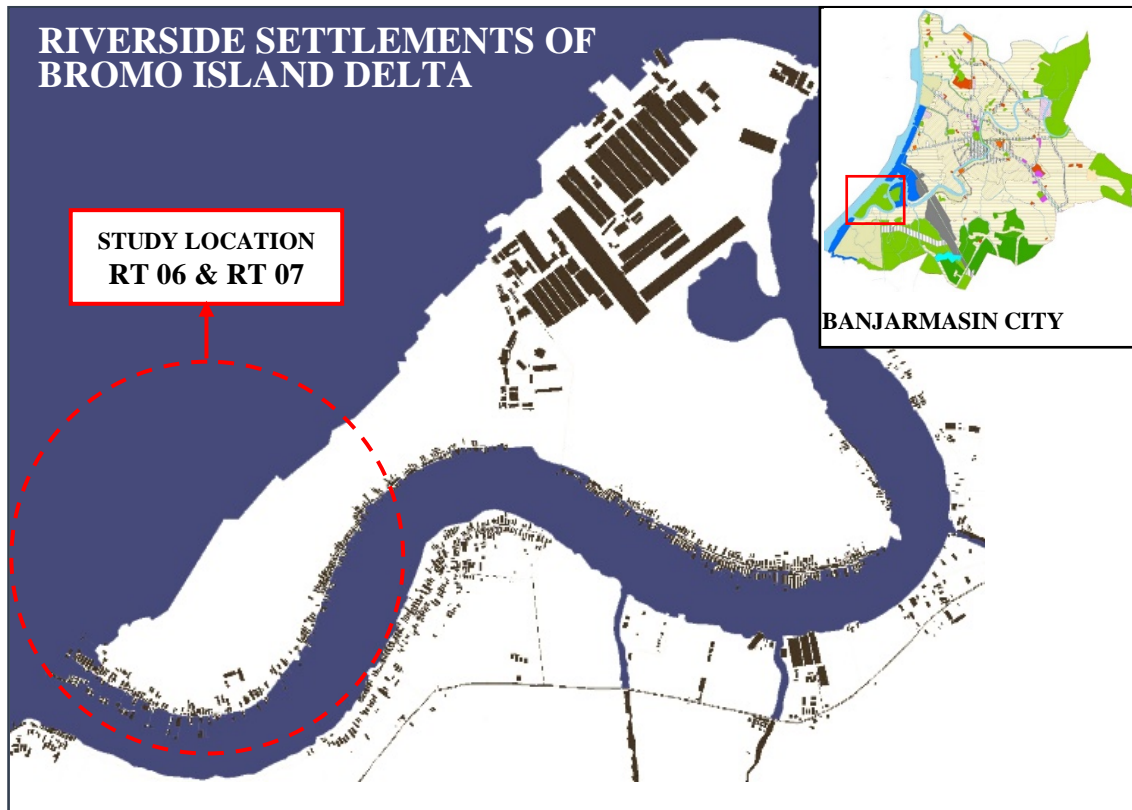 RIVERSIDE SETTLEMENTS OF
BROMO ISLAND DELTA
STUDY LOCATION
RT 06 & RT 07
BANJARMASIN CITY